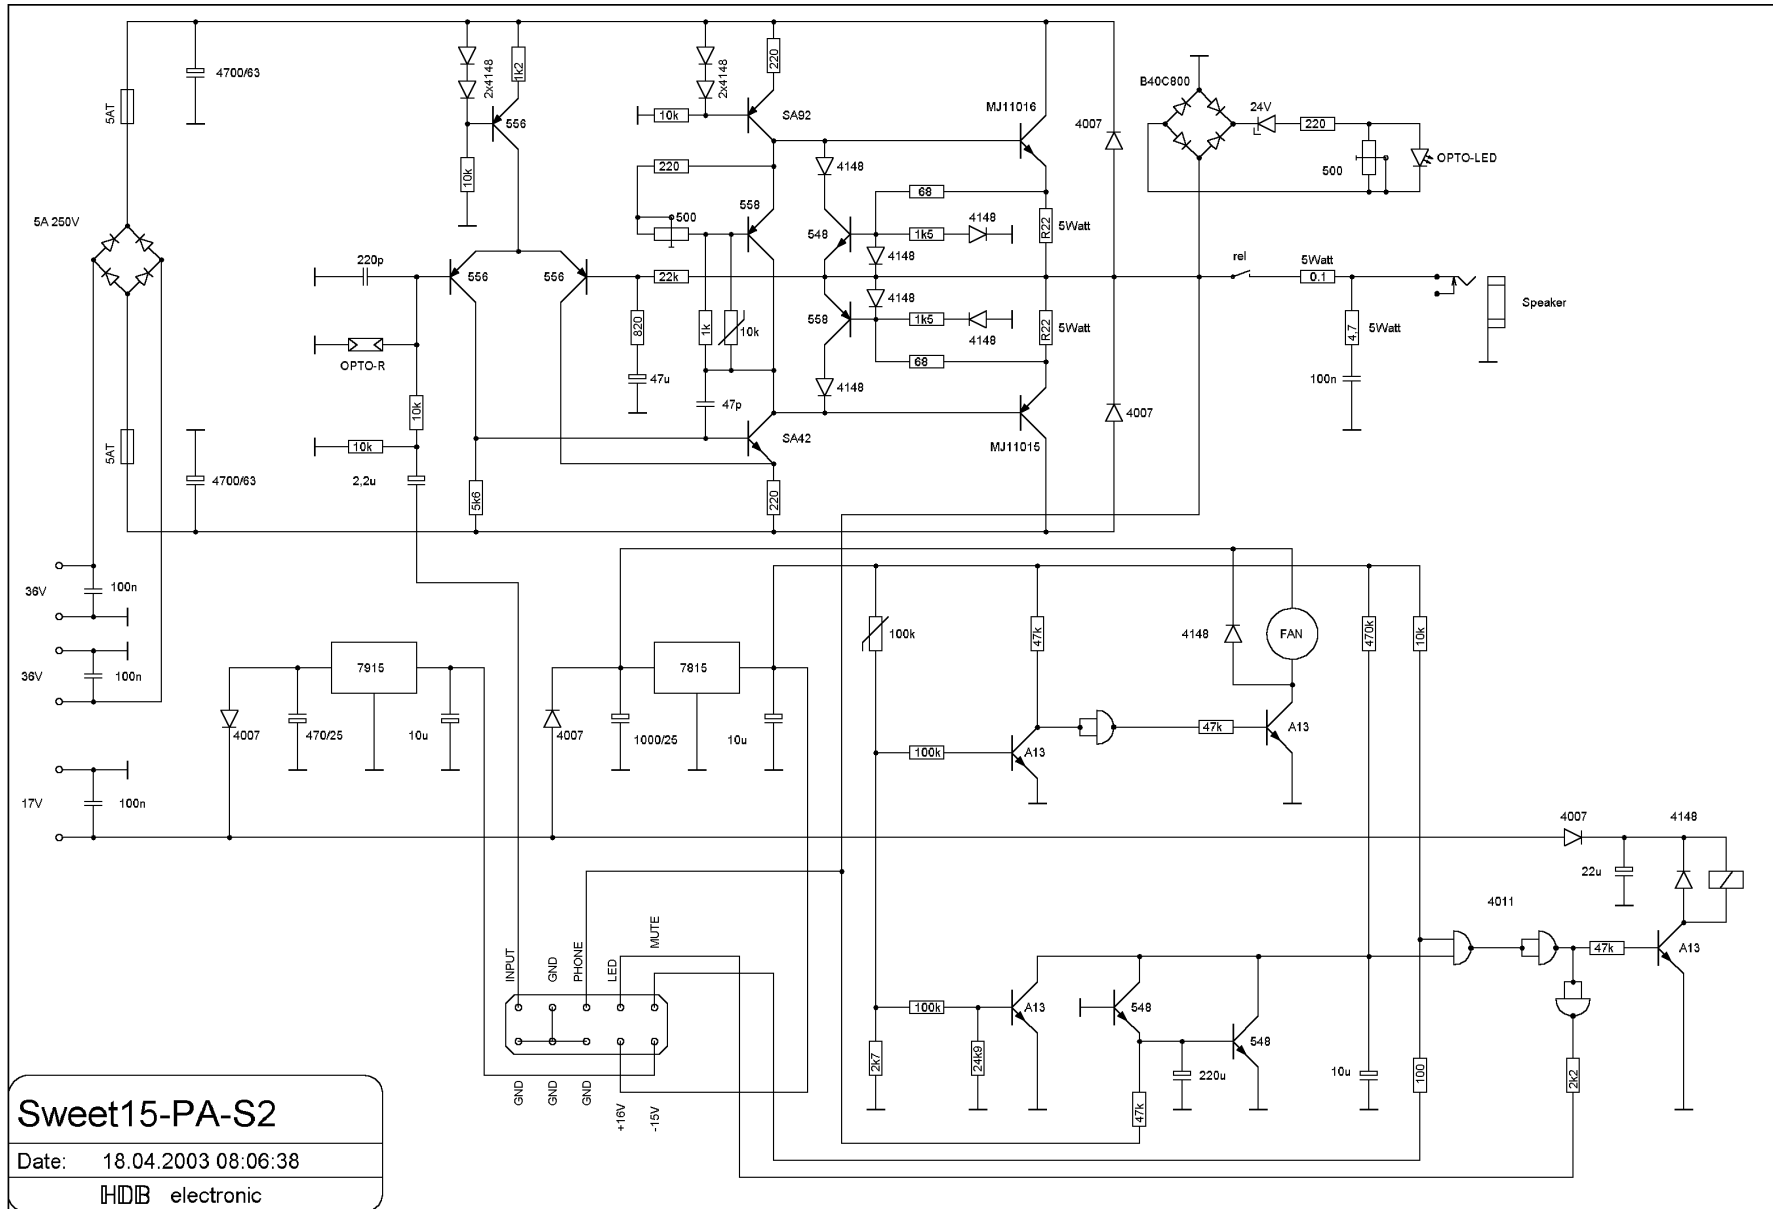 5AT
4700/63
2x4148
1k2
556
10k
2x4148
220
10k
SA92
MJ11016
4007
B40C800
24V
220
500
OPTO-LED
5A 250V
220
500
558
4148
548
68
1k5
4148
4148
R22
5Watt
220p
556
556
22k
820
47u
1k
10k
47p
558
4148
1k5
4148
68
4148
R22
5Watt
rel
5Watt
0.1
4,7
5Watt
100n
Speaker
OPTO-R
10k
10k
2,2u
5AT
4700/63
5k6
SA42
220
MJ11015
4007
36V
100n
36V
100n
17V
100n
4007
470/25
7915
10u
4007
1000/25
7815
10u
100k
47k
4148
FAN
470k
10k
100k
A13
47k
A13
4007
4148
22u
4011
47k
A13
INPUT
GND
PHONE
LED
MUTE
GND
GND
GND
+16V
-15V
100k
2k7
24k9
A13
548
47k
220u
548
10u
100
2k2
Sweet15-PA-S2
Date: 18.04.2003 08:06:38
HDB electronic